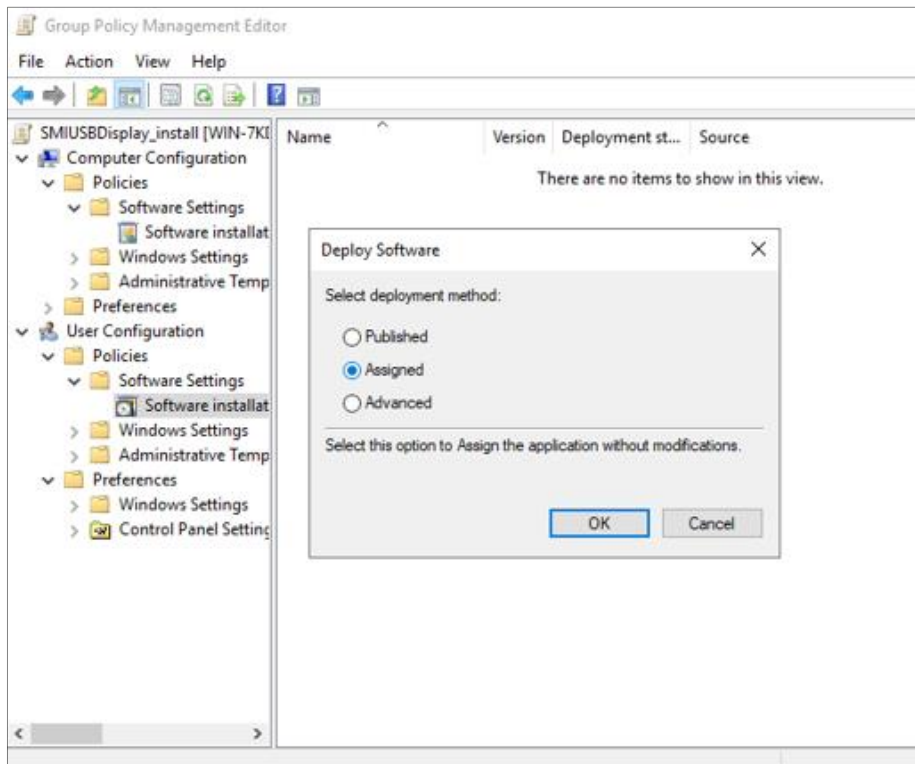 Group Policy Management Editor
File Action View Help
SMIUSBDisplay_install [WIN-7KI
Computer Configuration
Policies
Software Settings
Software installat
Windows Settings
Administrative Temp
Preferences
User Configuration
Policies
Software Settings
Software installat
Windows Settings
Administrative Temp
Preferences
Windows Settings
Control Panel Setting
Name Version Deployment st... Source
There are no items to show in this view.
Deploy Software
Select deployment method:
Published
Assigned
Advanced
Select this option to Assign the application without modifications.
OK Cancel